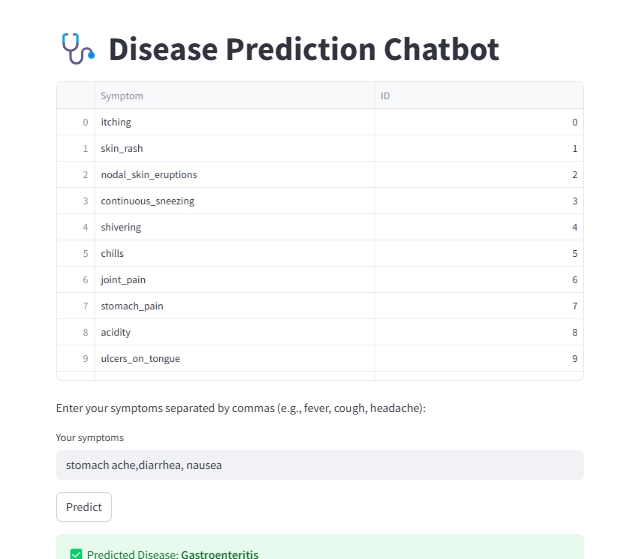 Disease Prediction Chatbot
Symptom ID
0 itching 0
1 skin_rash 1
2 nodal_skin_eruptions 2
3 continuous_sneezing 3
4 shivering 4
5 chills 5
6 joint_pain 6
7 stomach_pain 7
8 acidity 8
9 ulcers_on_tongue 9
Enter your symptoms separated by commas (e.g., fever, cough, headache):
Your symptoms
stomach ache,diarrhea, nausea
Predict
Predicted Disease: Gastroenteritis